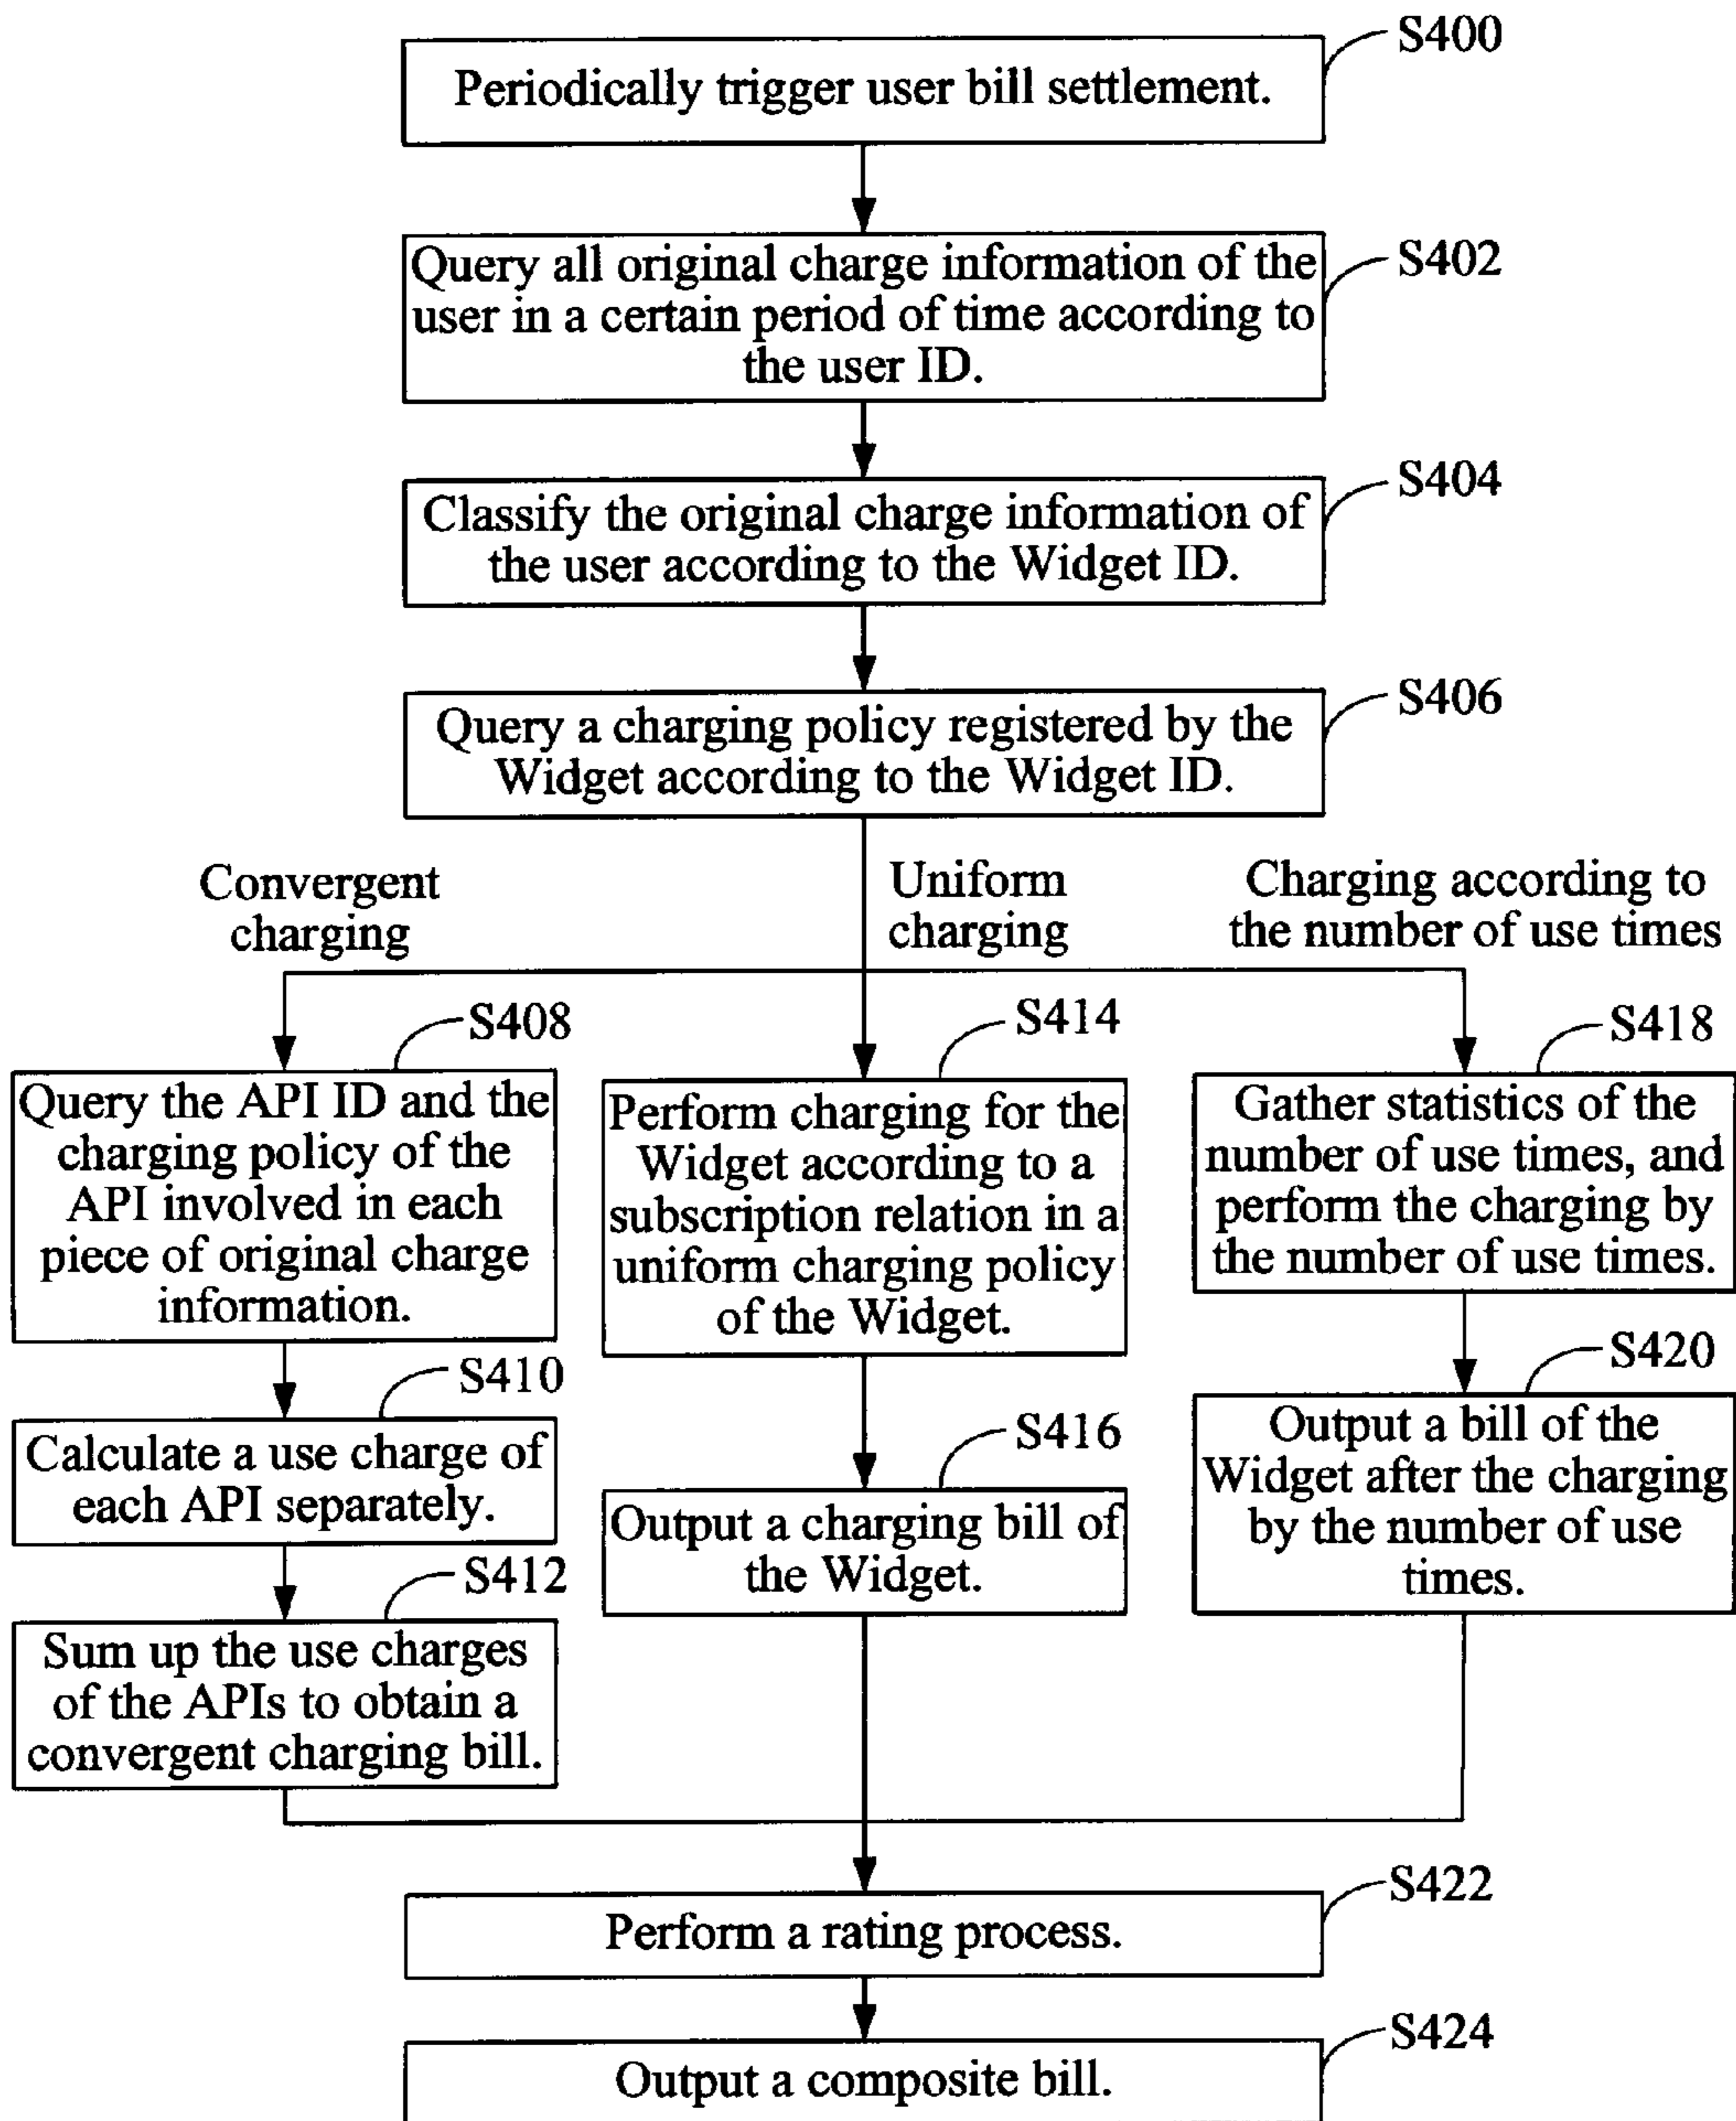 S400
Periodically trigger user bill settlement.
S402
Query all original charge information of the
user in a certain period of time according to
the user ID.
S404
Classify the original charge information of
the user according to the Widget ID.
S406
Query a charging policy registered by the
Widget according to the Widget ID.
Convergent
charging
Uniform
charging
Charging according to
the number of use times
S408
Query the API ID and the
charging policy of the
API involved in each
piece of original charge
information.
S410
Calculate a use charge of
each API separately.
S412
Sum up the use charges
of the APIs to obtain a
convergent charging bill.
S414
Perform charging for the
Widget according to a
subscription relation in a
uniform charging policy
of the Widget.
S416
Output a charging bill of
the Widget.
S418
Gather statistics of the
number of use times, and
perform the charging by
the number of use times.
S420
Output a bill of the
Widget after the charging
by the number of use
times.
S422
Perform a rating process.
S424
Output a composite bill.